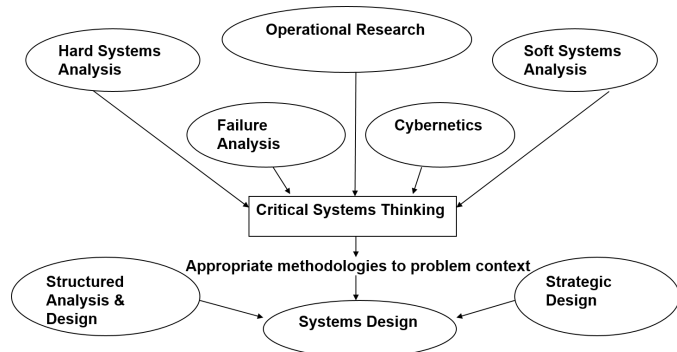 Operational Research
Hard Systems
Analysis
Soft Systems
Analysis
Failure
Analysis
Cybernetics
Critical Systems Thinking
Appropriate methodologies to problem context
Structured
Analysis &
Design
Strategic
Design
Systems Design